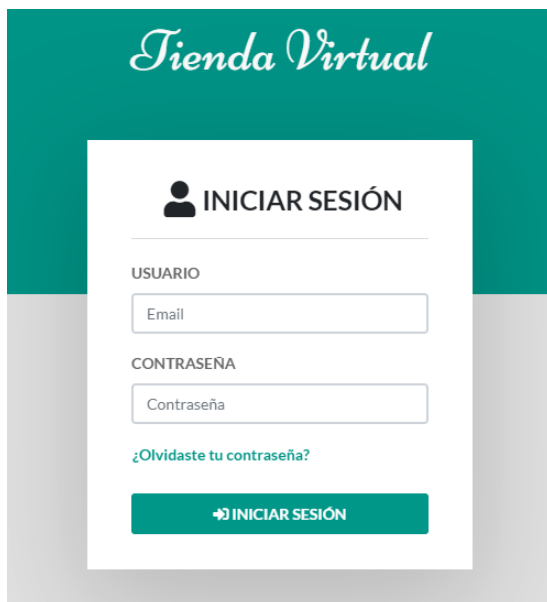 Tienda Virtual
INICIAR SESIÓN
USUARIO
Email
CONTRASEÑA
Contraseña
¿Olvidaste tu contraseña?
INICIAR SESIÓN